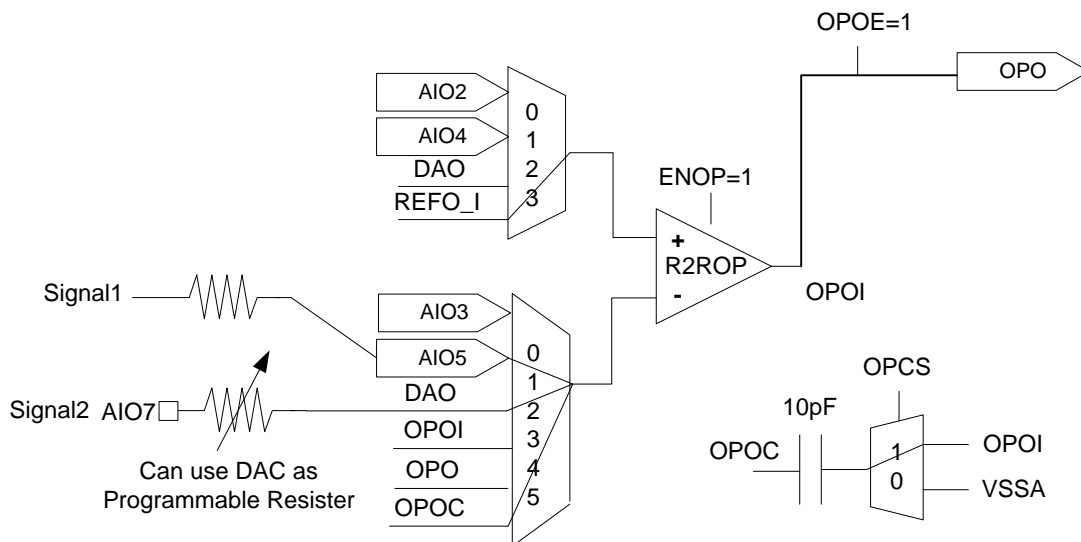 OPOE=1
OPO
AIO2
AIO4
DAO
REFO_I
0
1
2
3
ENOP=1
+
R2ROP
-
OPOI
Signal1
Signal2 AIO7
Can use DAC as
Programmable Resister
AIO3
AIO5
DAO
OPOI
OPO
OPOC
0
1
2
3
4
5
OPCS
10pF
OPOC
1
0
OPOI
VSSA